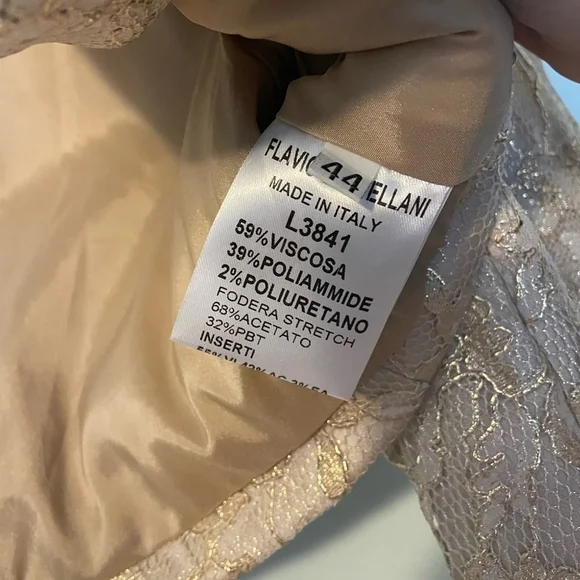 FLAVIO 44 ELLANI
MADE IN ITALY
L3841
59%VISCOSA
39%POLIAMMIDE
2%POLIURETANO
FODERA STRETCH
68%ACETATO
32%PBT
INSERTI